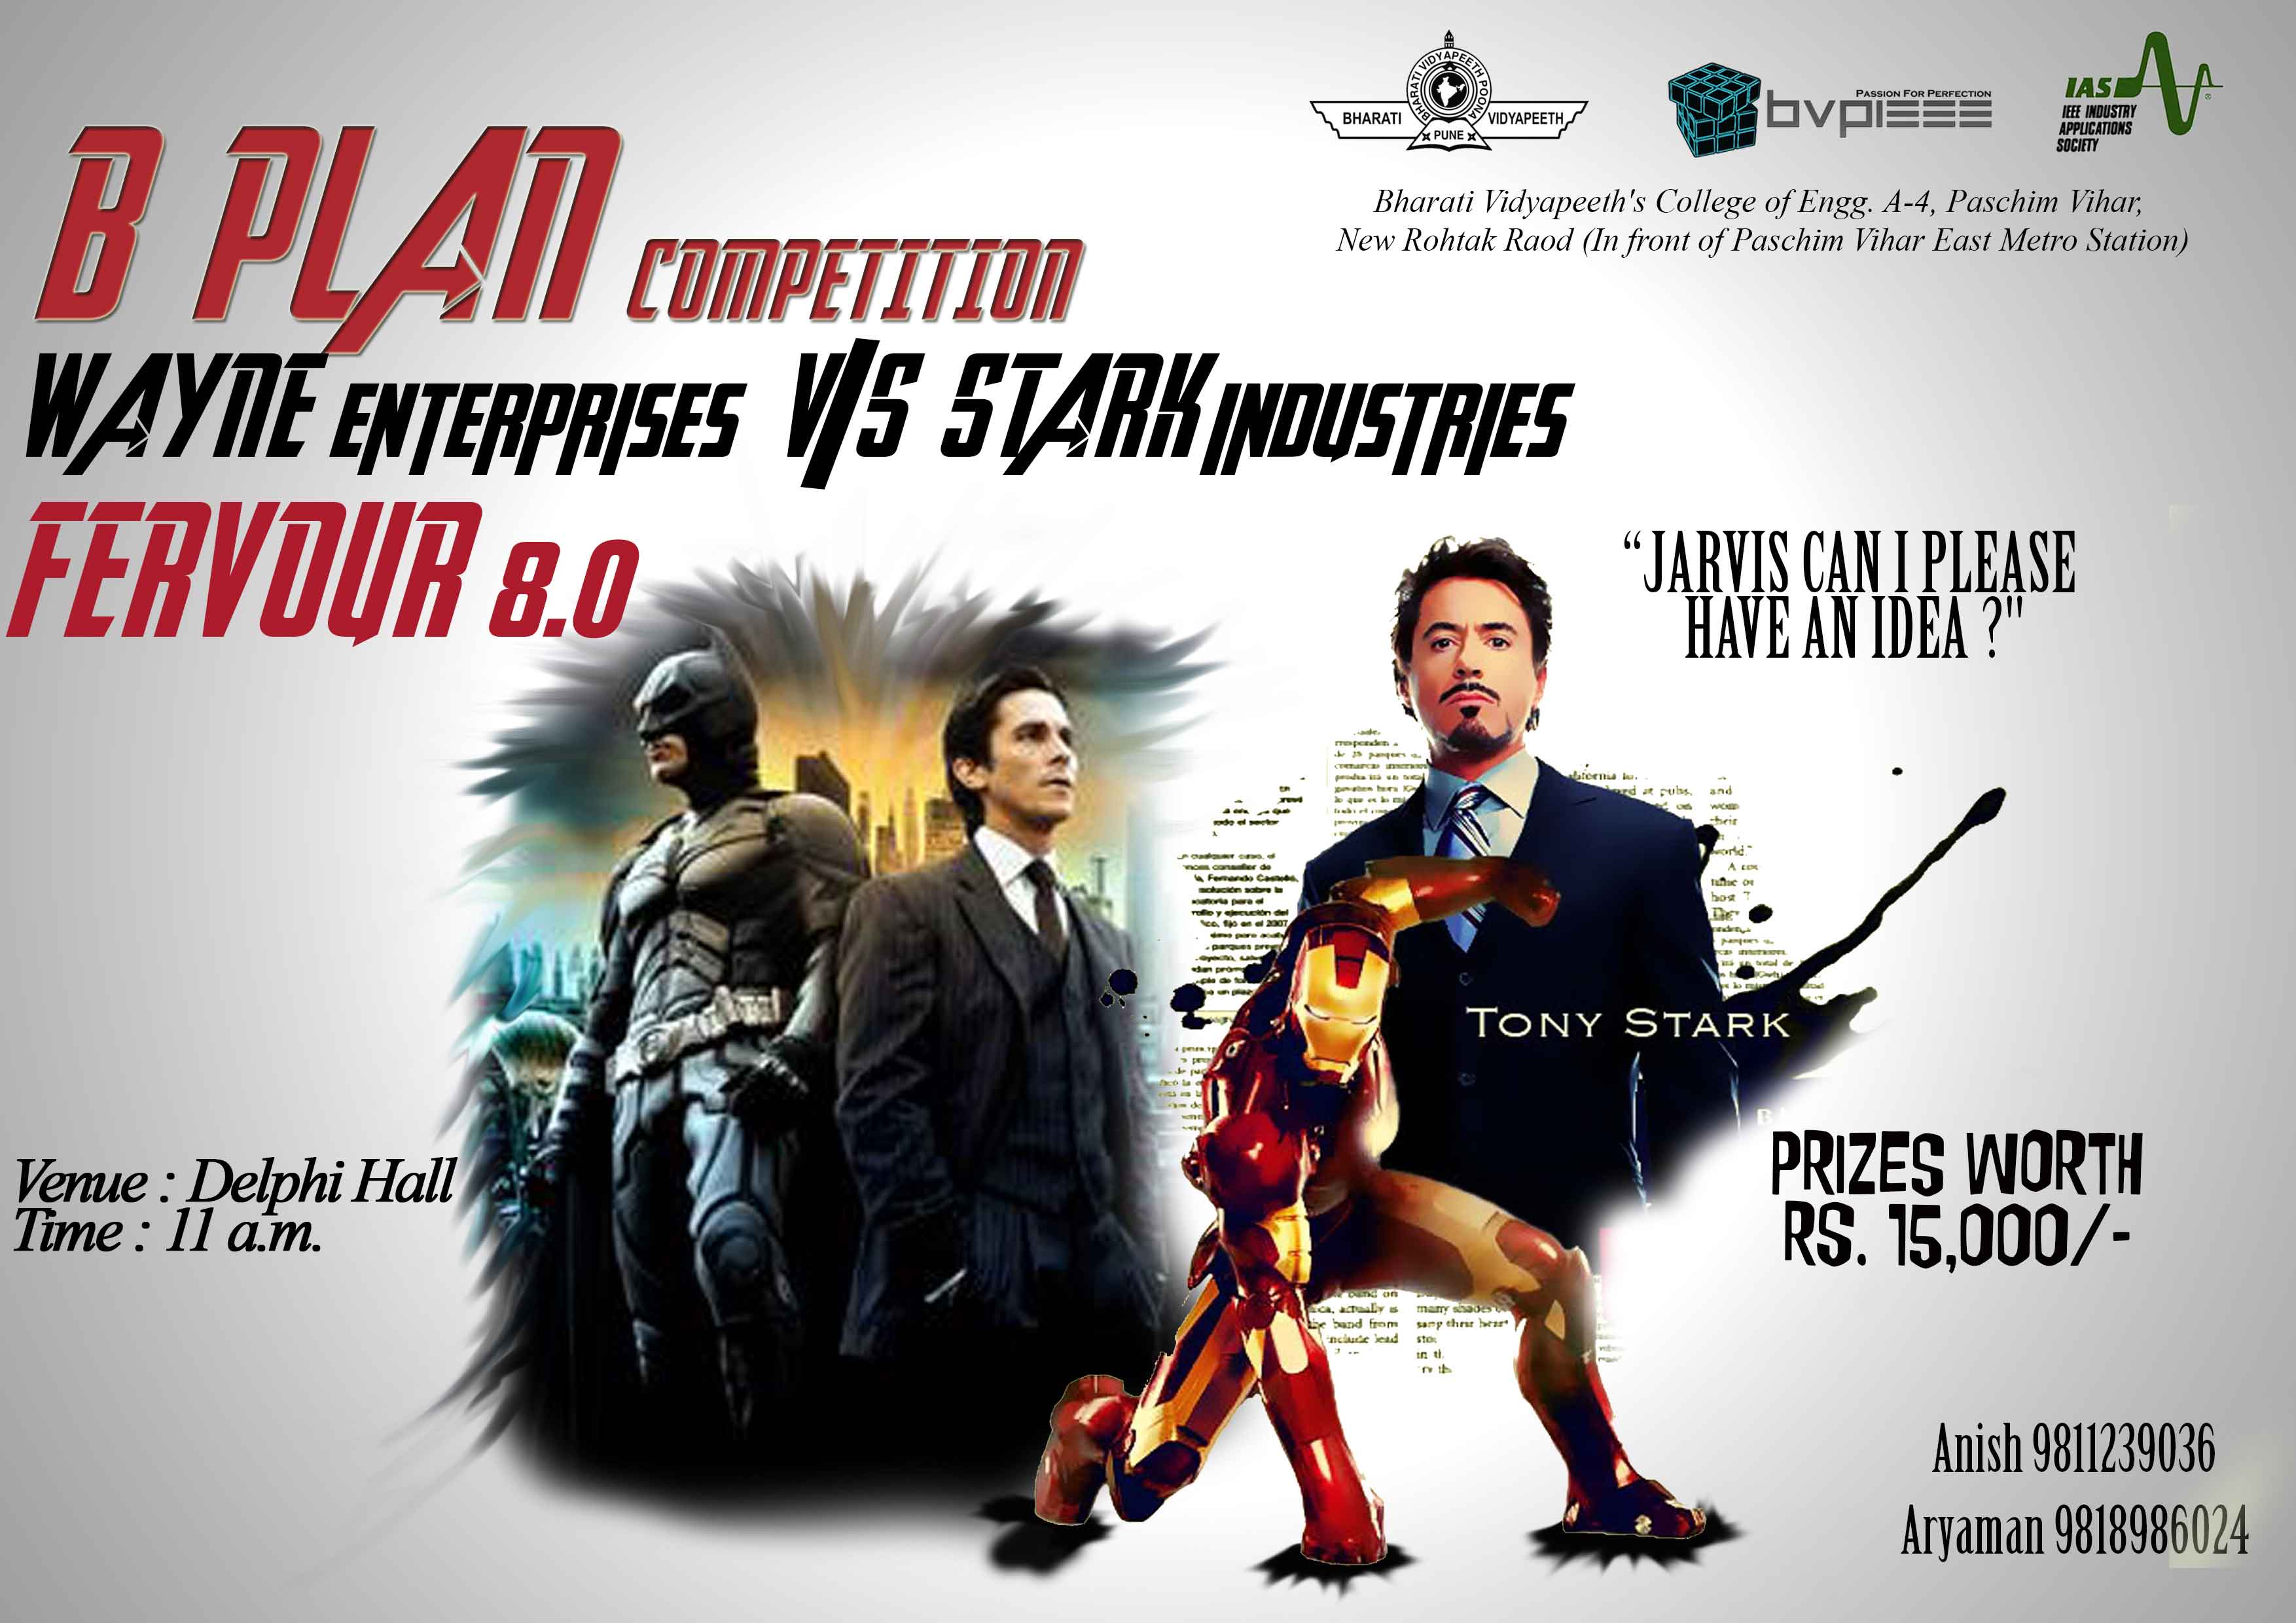 BHARATI VIDYAPEETH POONA
BHARATI VIDYAPEETH
PUNE
PASSION FOR PERFECTION
bvpieee
IAS
IEEE INDUSTRY
APPLICATIONS
SOCIETY
Bharati Vidyapeeth's College of Engg. A-4, Paschim Vihar,
New Rohtak Raod (In front of Paschim Vihar East Metro Station)
B PLAN COMPETITION
WAYNE ENTERPRISES V/S STARK INDUSTRIES
FERVOUR 8.0
“JARVIS CAN I PLEASE
HAVE AN IDEA ?"
TONY STARK
Venue : Delphi Hall
Time : 11 a.m.
PRIZES WORTH
RS. 15,000/-
Anish 9811239036
Aryaman 9818986024